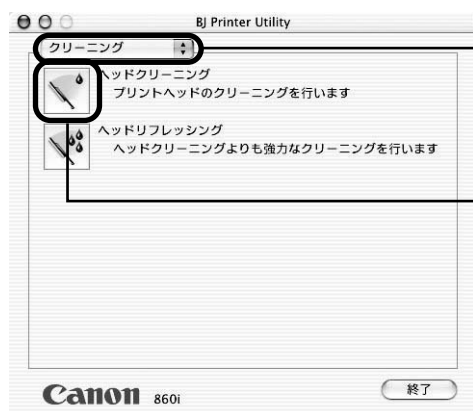 BJ Printer Utility
クリーニング
ヘッドクリーニング
プリントヘッドのクリーニングを行います
ヘッドリフレッシング
ヘッドクリーニングよりも強力なクリーニングを行います
Canon 860i
終了